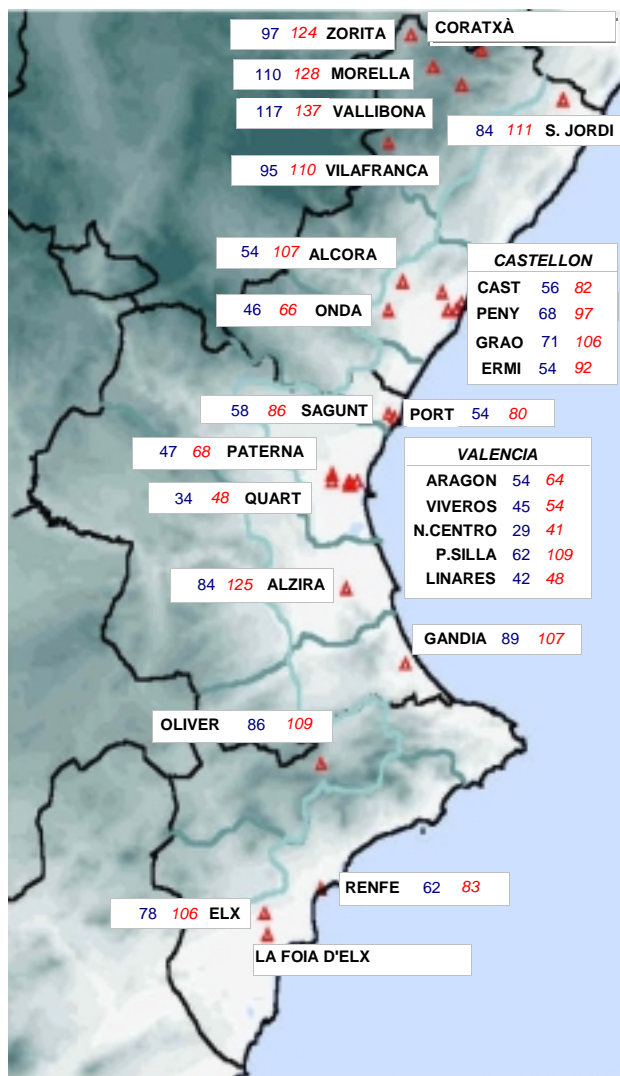 97 124 ZORITA
CORATXÀ
110 128 MORELLA
117 137 VALLIBONA
84 111 S. JORDI
95 110 VILAFRANCA
54 107 ALCORA
46 66 ONDA
CASTELLON
CAST 56 82
PENY 68 97
GRAO 71 106
ERMI 54 92
58 86 SAGUNT
PORT 54 80
47 68 PATERNA
34 48 QUART
VALENCIA
ARAGON 54 64
VIVEROS 45 54
N.CENTRO 29 41
P.SILLA 62 109
LINARES 42 48
84 125 ALZIRA
GANDIA 89 107
OLIVER 86 109
RENFE 62 83
78 106 ELX
LA FOIA D'ELX